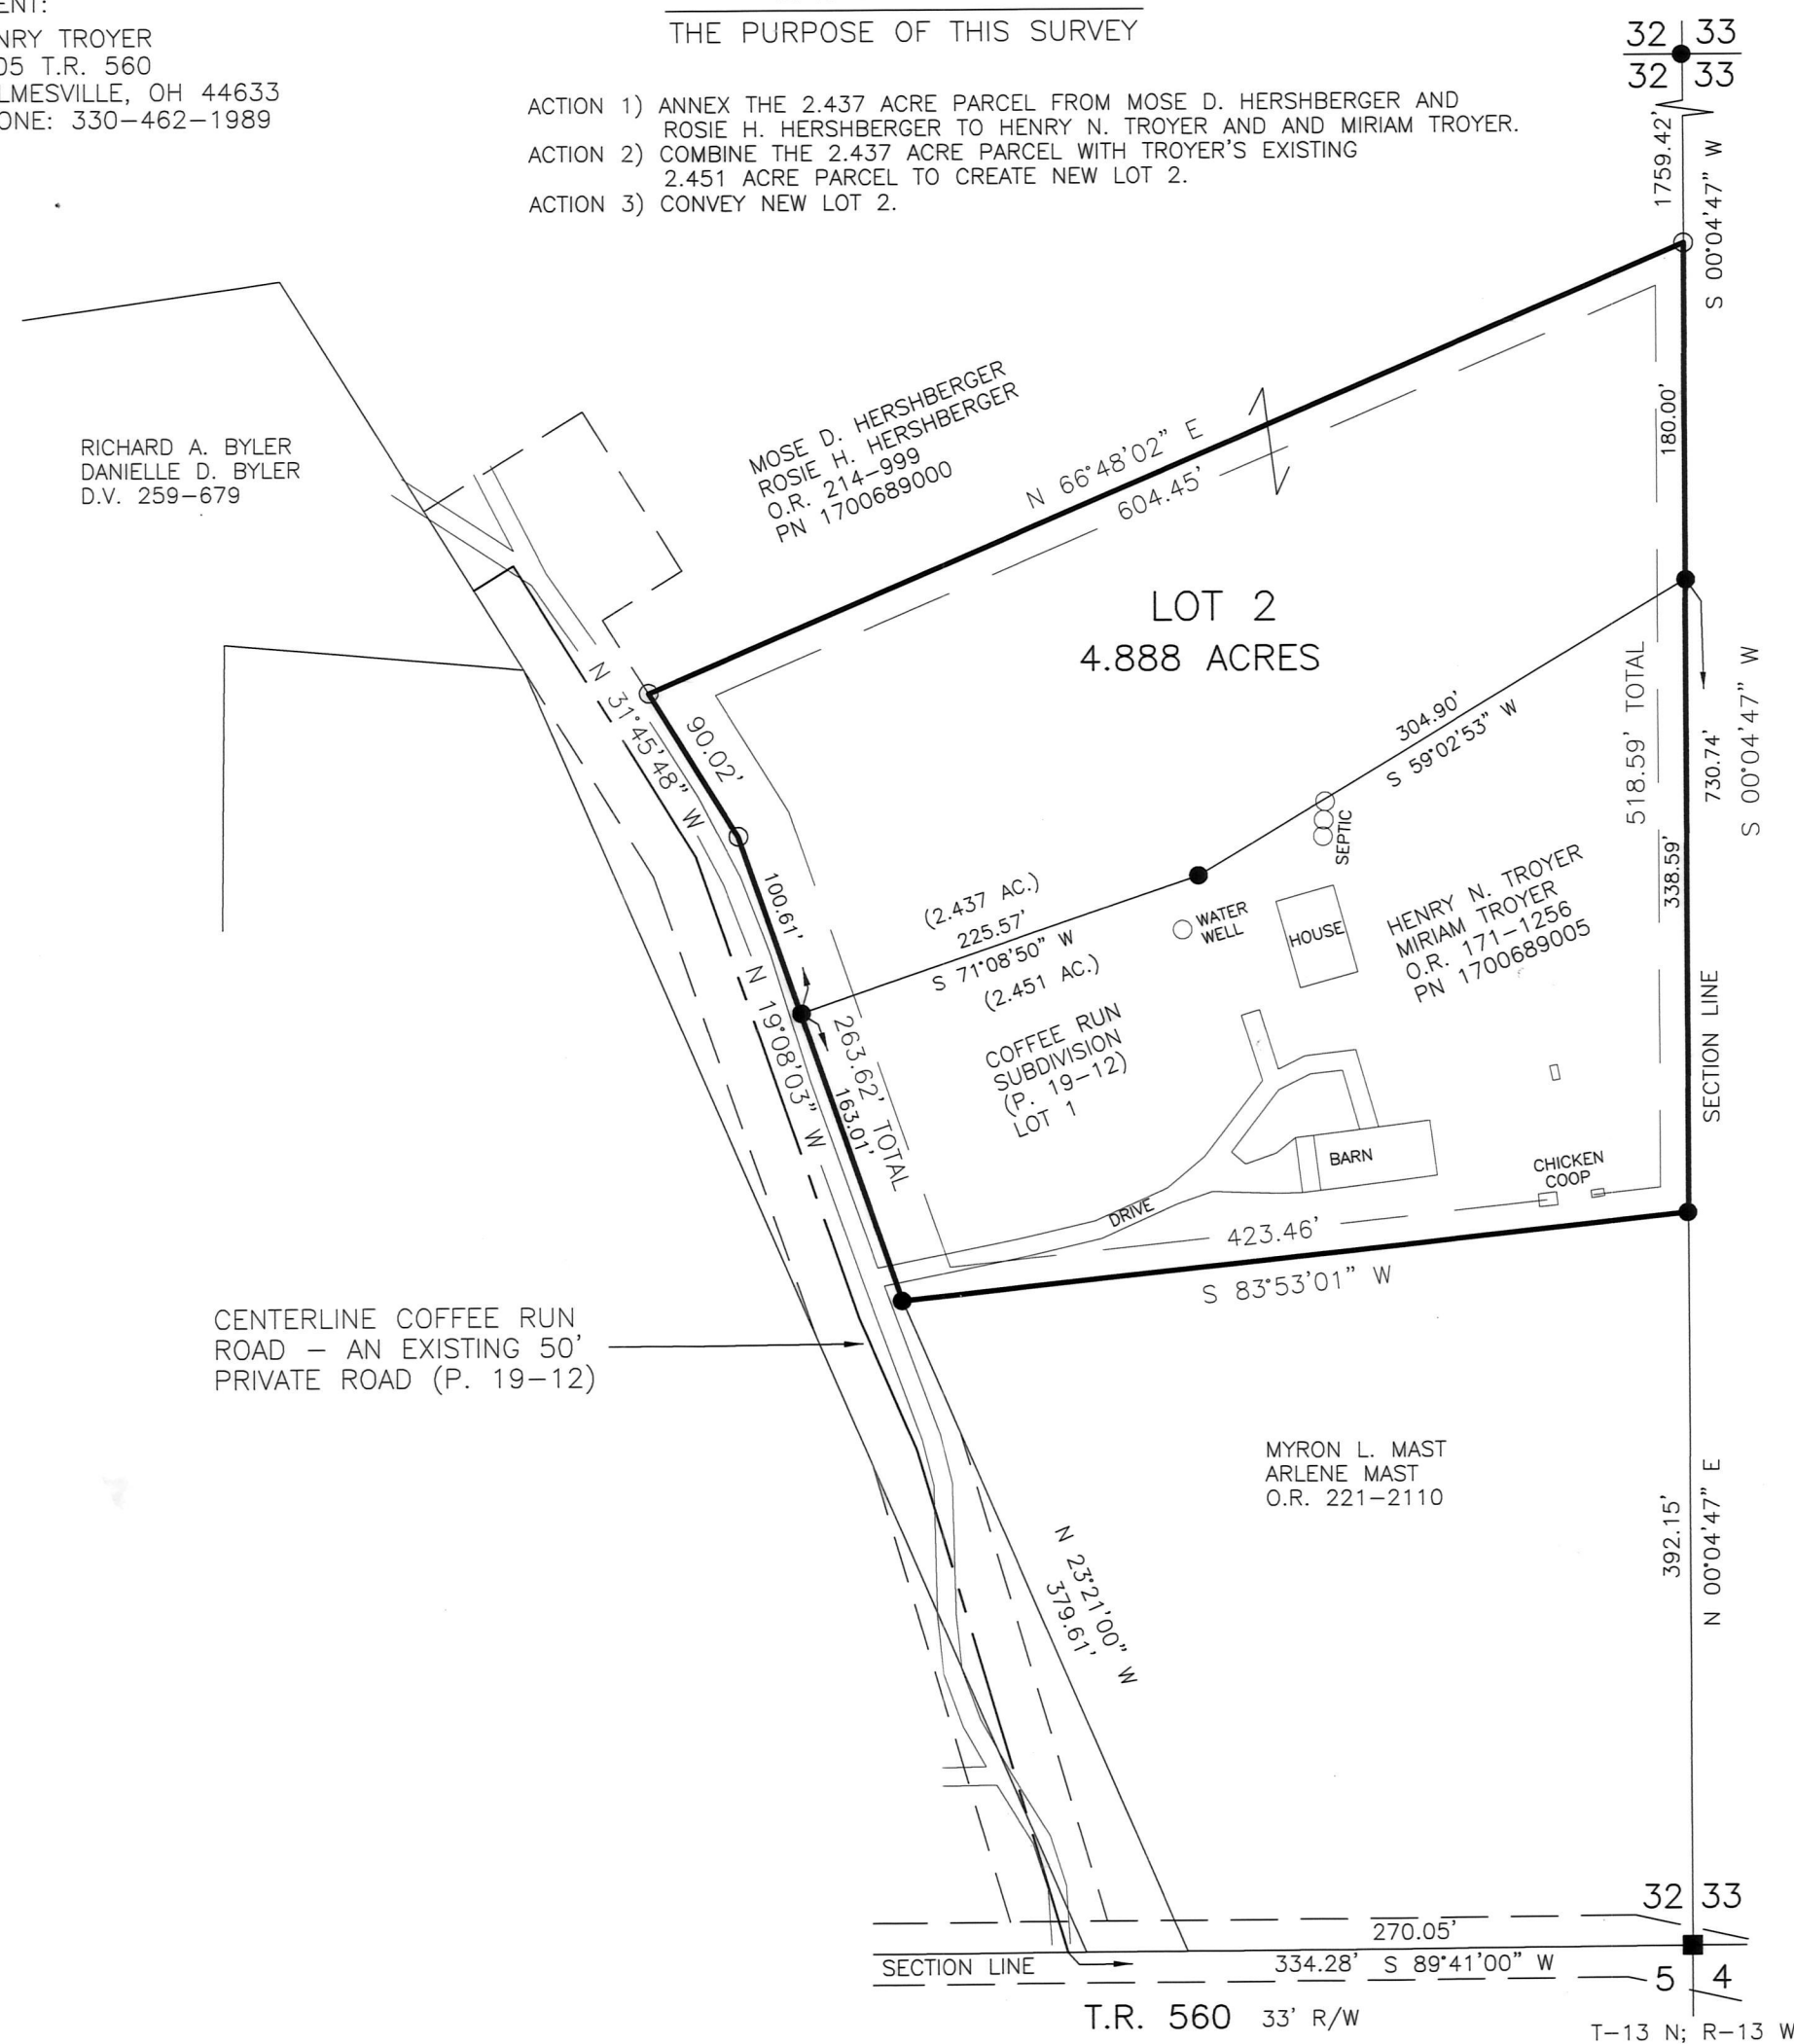 ENT:
NRY TROYER
05 T.R. 560
LMESVILLE, OH 44633
ONE: 330-462-1989
THE PURPOSE OF THIS SURVEY
ACTION 1) ANNEX THE 2.437 ACRE PARCEL FROM MOSE D. HERSHBERGER AND
ROSIE H. HERSHBERGER TO HENRY N. TROYER AND AND MIRIAM TROYER.
ACTION 2) COMBINE THE 2.437 ACRE PARCEL WITH TROYER'S EXISTING
2.451 ACRE PARCEL TO CREATE NEW LOT 2.
ACTION 3) CONVEY NEW LOT 2.
32 33
32 33
1759.42'
S 00°04'47" W
RICHARD A. BYLER
DANIELLE D. BYLER
D.V. 259-679
MOSE D. HERSHBERGER
ROSIE H. HERSHBERGER
O.R. 214-999
PN 1700689000
N 66°48'02" E
604.45'
180.00'
LOT 2
4.888 ACRES
N 31°45'48" W
90.02'
304.90'
S 59°02'53" W
518.59' TOTAL
730.74'
S 00°04'47" W
SEPTIC
338.59'
100.61'
(2.437 AC.)
225.57'
S 71°08'50" W
(2.451 AC.)
WATER
WELL
HOUSE
HENRY N. TROYER
MIRIAM TROYER
O.R. 171-1256
PN 1700689005
N 19°08'03" W
263.62' TOTAL
163.01'
COFFEE RUN
SUBDIVISION
(P. 19-12)
LOT 1
SECTION LINE
BARN
CHICKEN
COOP
DRIVE
423.46'
S 83°53'01" W
CENTERLINE COFFEE RUN
ROAD - AN EXISTING 50'
PRIVATE ROAD (P. 19-12)
MYRON L. MAST
ARLENE MAST
O.R. 221-2110
N 23°21'00" W
379.61'
392.15'
N 00°04'47" E
32 33
270.05'
SECTION LINE
334.28' S 89°41'00" W
5 4
T.R. 560 33' R/W
T-13 N; R-13 W